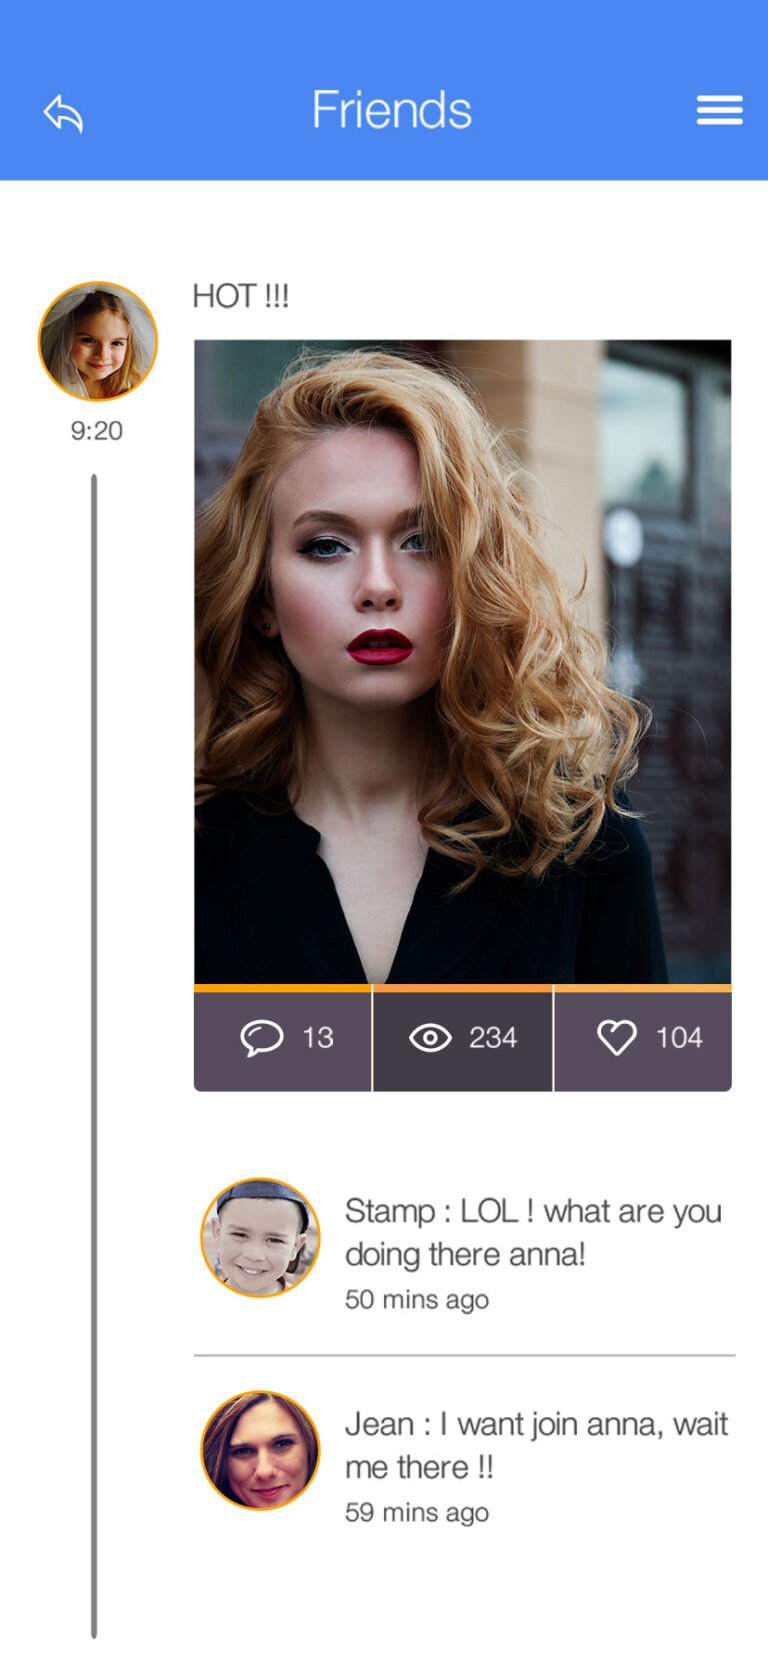 Friends
HOT !!!
9:20
13
234
104
Stamp : LOL ! what are you
doing there anna!
50 mins ago
Jean : I want join anna, wait
me there !!
59 mins ago